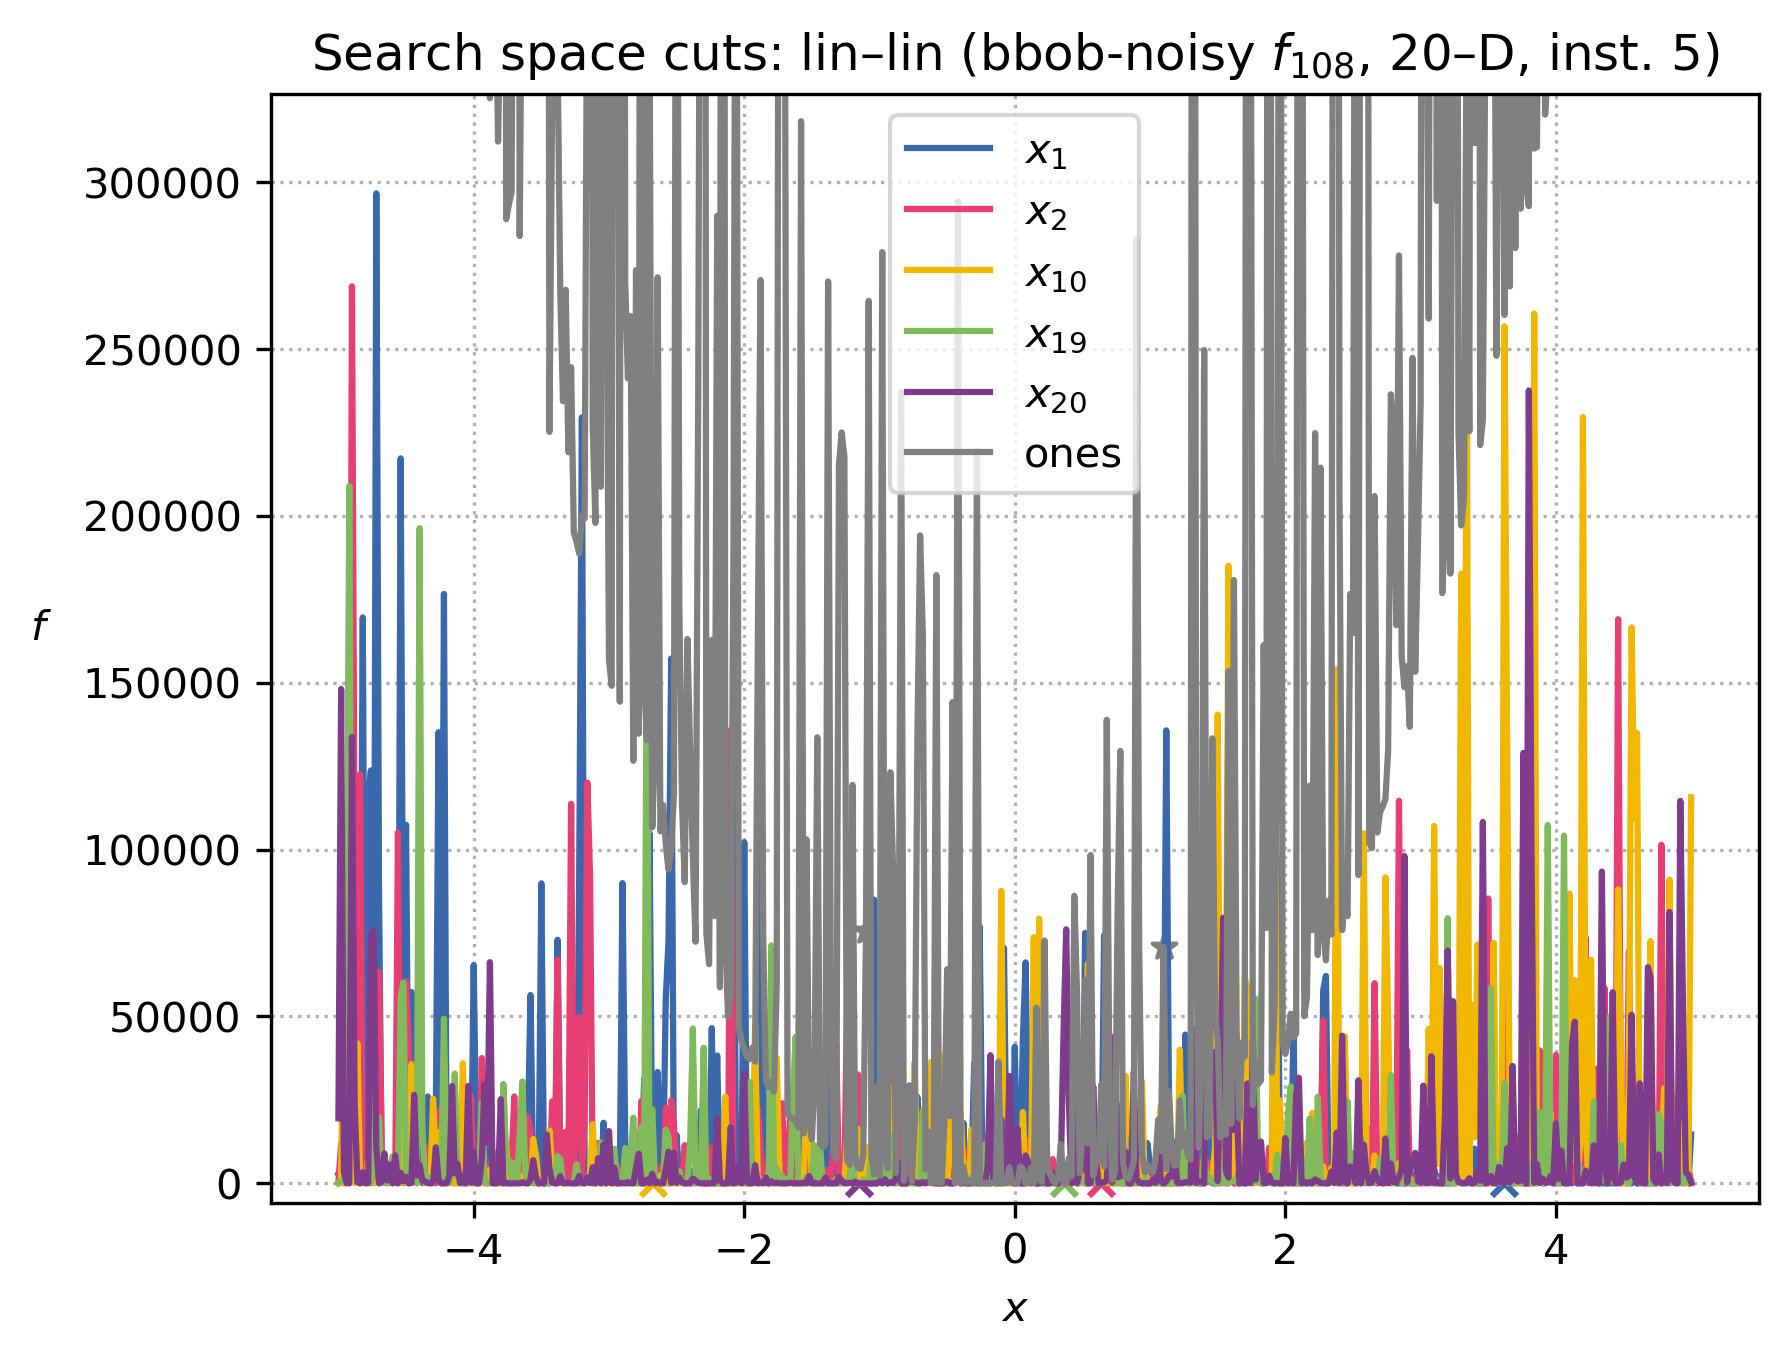 Search space cuts: lin–lin (bbob-noisy f₁₀₈, 20–D, inst. 5)
x₁
x₂
x₁₀
x₁₉
x₂₀
ones
300000
250000
200000
150000
100000
50000
0
f
−4 −2 0 2 4
x